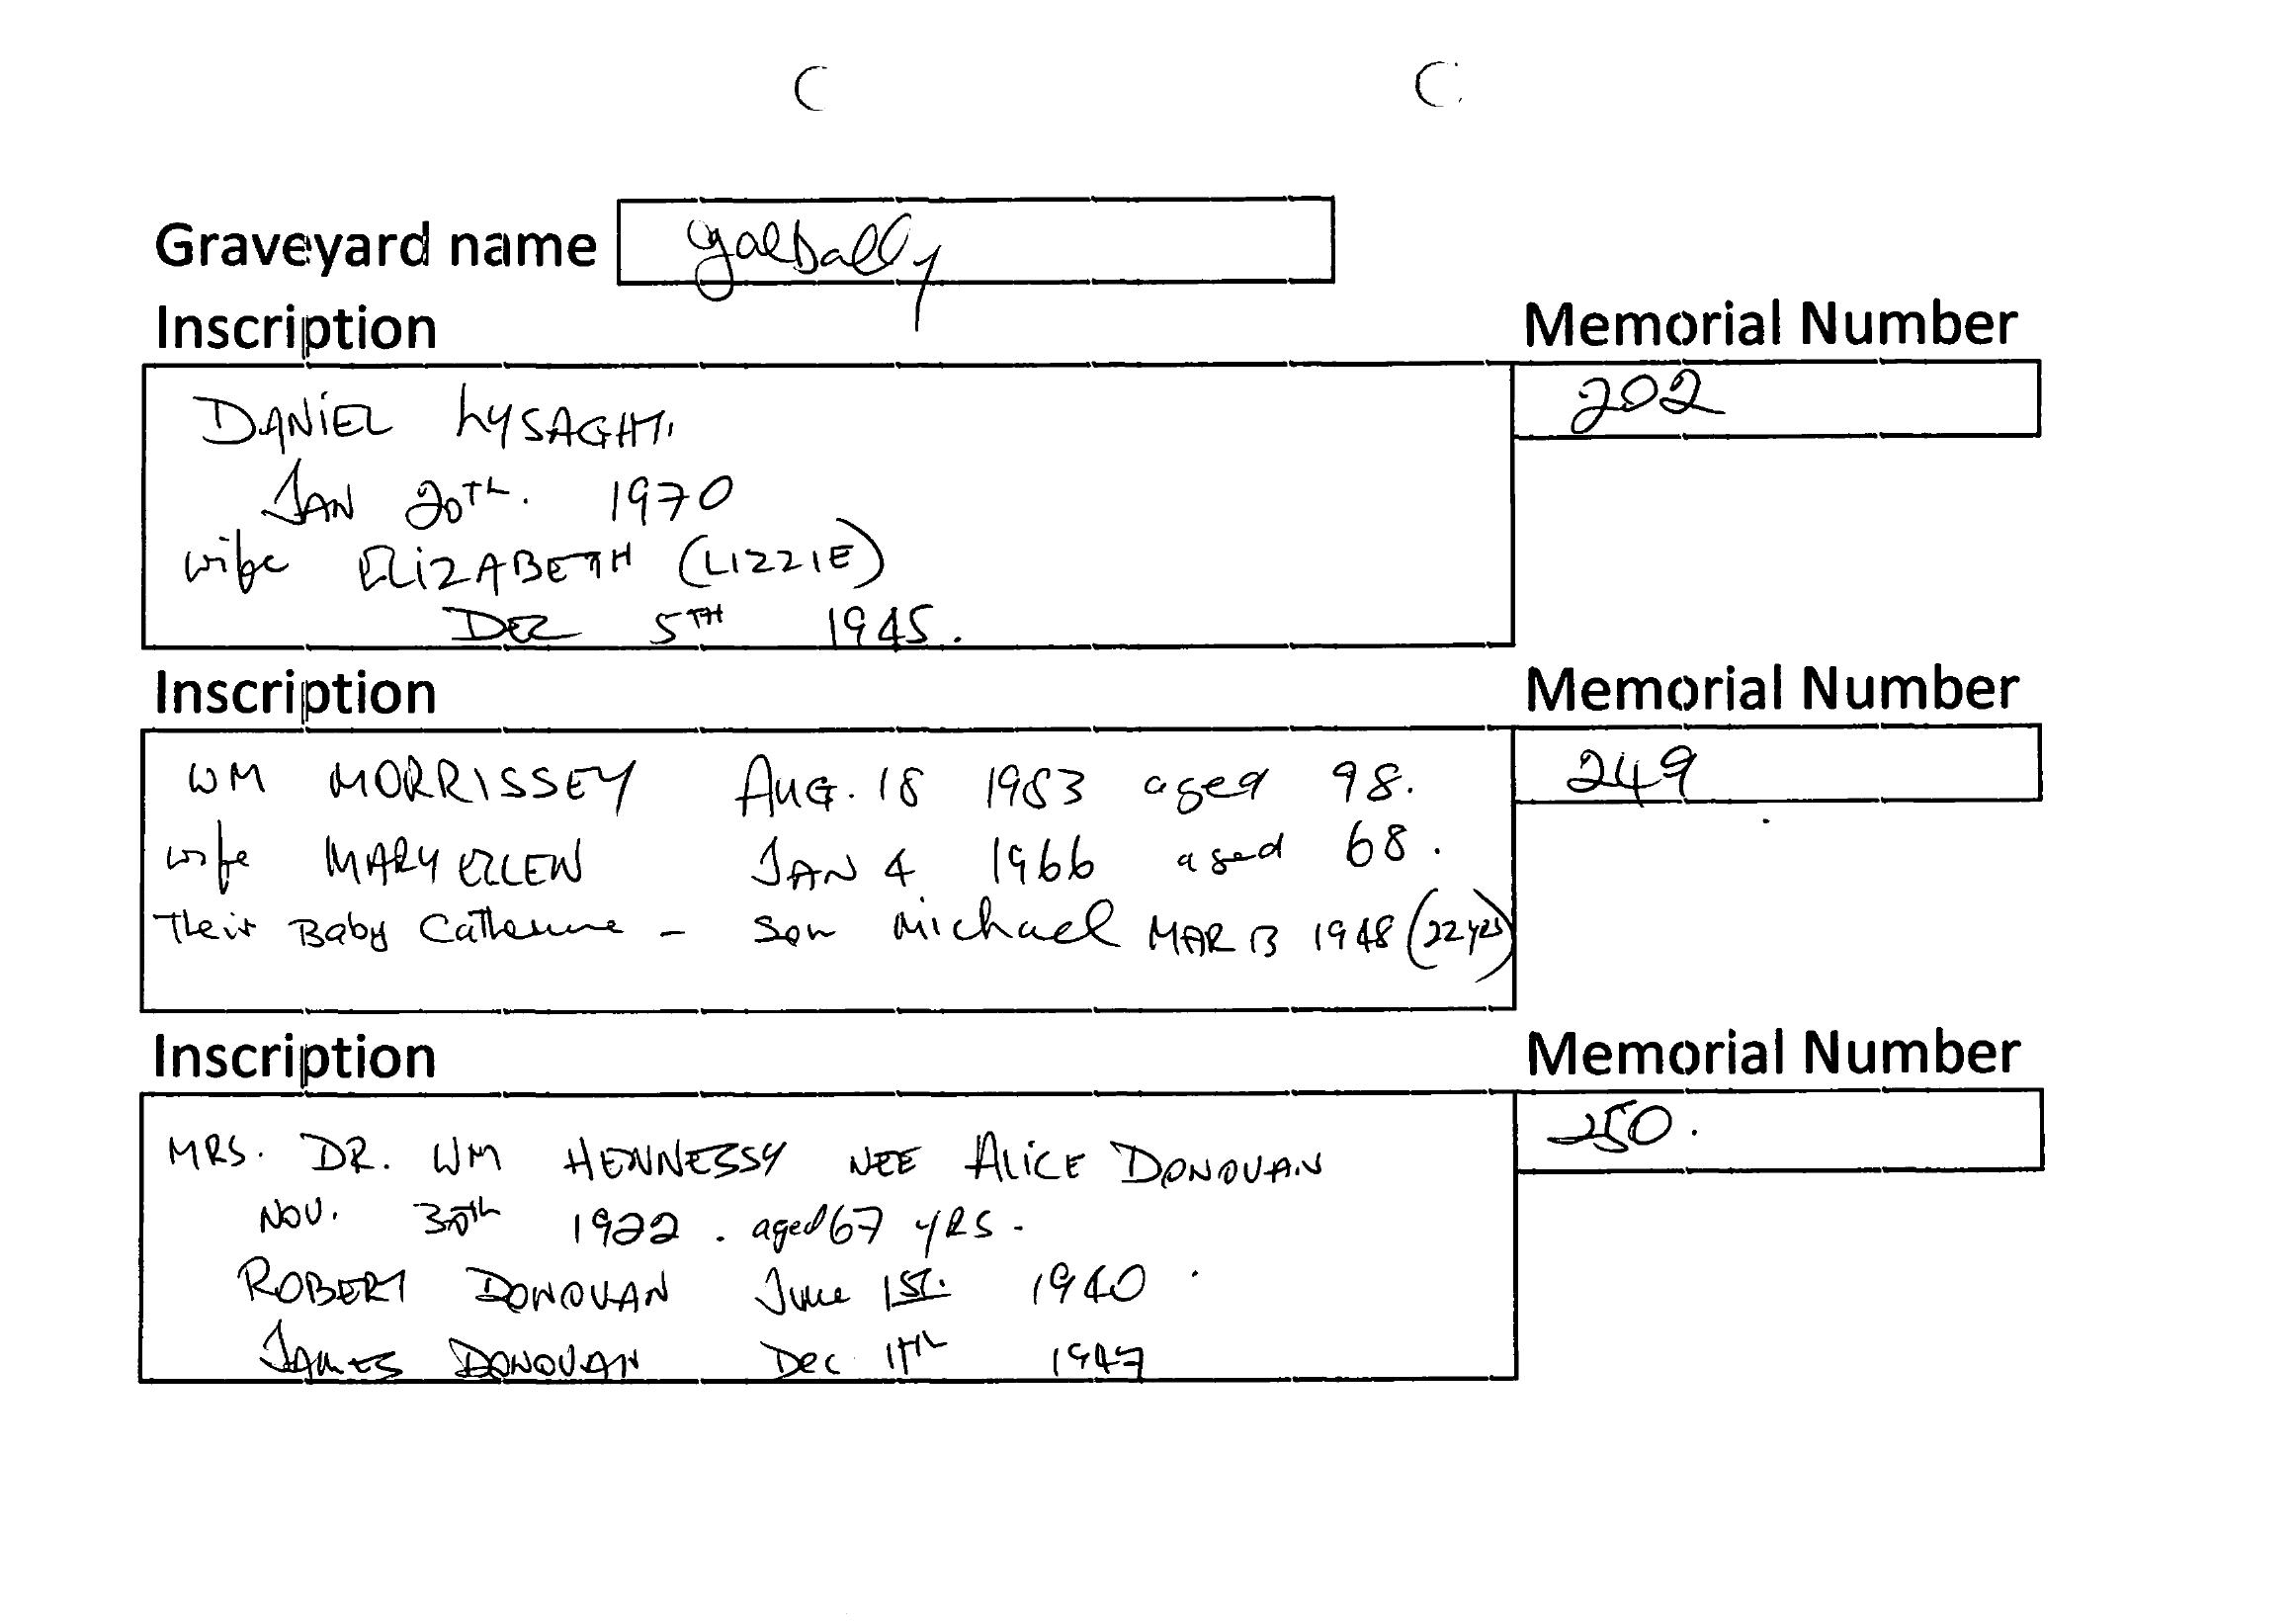 Graveyard name Galbally
Inscription Memorial Number
DANIEL LYSAGHT. 202
JAN 20TH. 1970
wife ELIZABETH (LIZZIE)
DEC 5TH 1945.
Inscription Memorial Number
WM MORRISSEY AUG. 18 1983 aged 98. 249
wife MARY ELLEN JAN 4 1966 aged 68.
Their Baby Catherine - Son Michael MAR 13 1948 (22 yrs)
Inscription Memorial Number
MRS. DR. WM HENNESSY NEE ALICE DONOVAN 250.
NOV. 30th 1922. aged 67 YRS.
ROBERT DONOVAN June 1ST. 1940.
JAMES DONOVAN Dec 1947